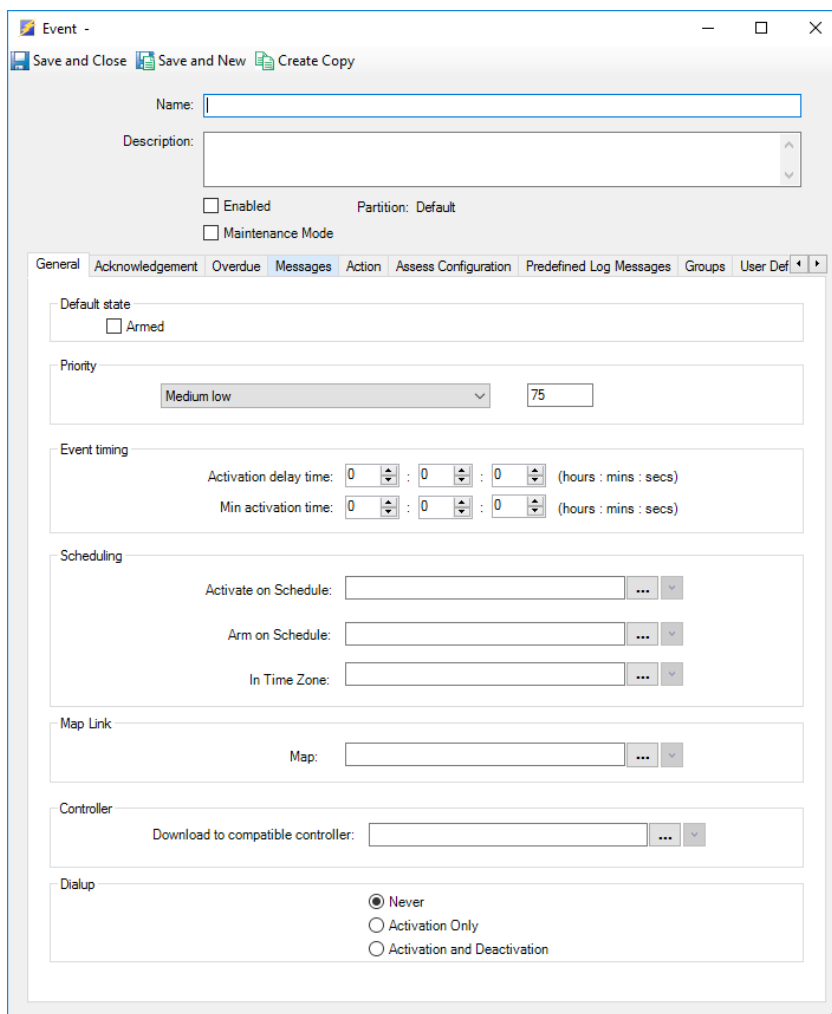 Event -
Save and Close Save and New Create Copy
Name:
Description:
Enabled Partition: Default
Maintenance Mode
General Acknowledgement Overdue Messages Action Assess Configuration Predefined Log Messages Groups User Def
Default state
Armed
Priority
Medium low 75
Event timing
Activation delay time: 0 : 0 : 0 (hours : mins : secs)
Min activation time: 0 : 0 : 0 (hours : mins : secs)
Scheduling
Activate on Schedule: ...
Arm on Schedule: ...
In Time Zone: ...
Map Link
Map: ...
Controller
Download to compatible controller: ...
Dialup
Never
Activation Only
Activation and Deactivation